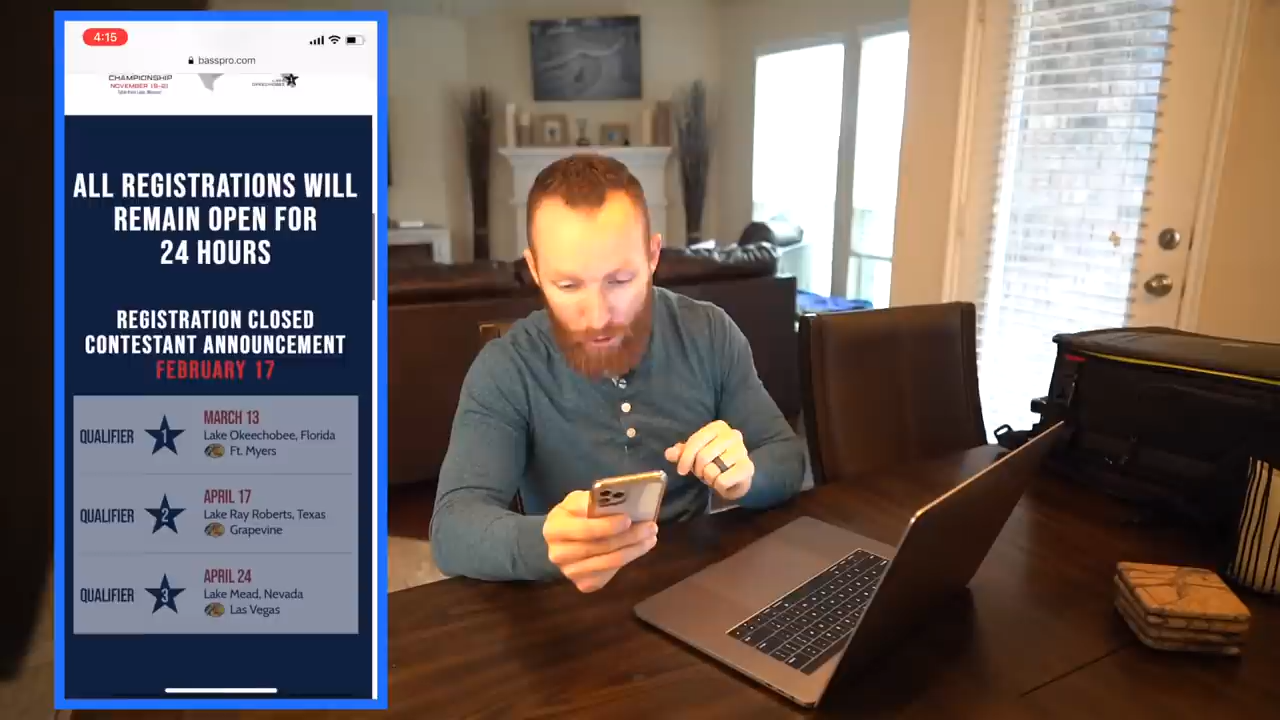 4:15
basspro.com
CHAMPIONSHIP
NOVEMBER 19-21
ALL REGISTRATIONS WILL
REMAIN OPEN FOR
24 HOURS
REGISTRATION CLOSED
CONTESTANT ANNOUNCEMENT
FEBRUARY 17
QUALIFIER 1
MARCH 13
Lake Okeechobee, Florida
Ft. Myers
QUALIFIER 2
APRIL 17
Lake Ray Roberts, Texas
Grapevine
QUALIFIER 3
APRIL 24
Lake Mead, Nevada
Las Vegas